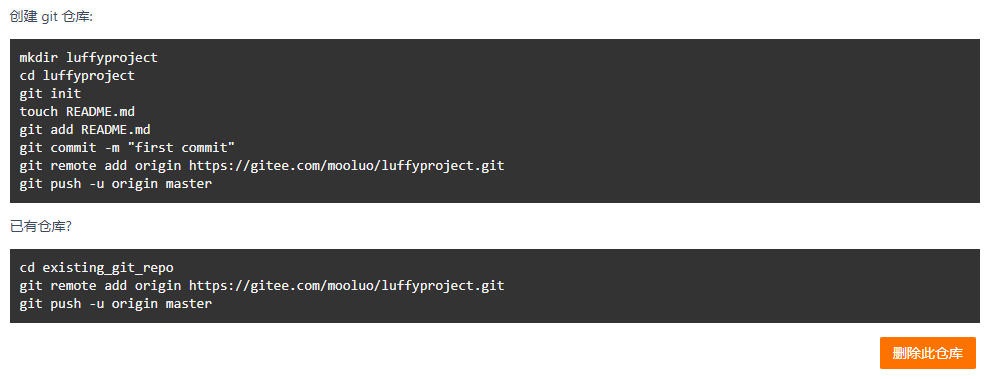 创建 git 仓库:
mkdir luffyproject
cd luffyproject
git init
touch README.md
git add README.md
git commit -m "first commit"
git remote add origin https://gitee.com/mooluo/luffyproject.git
git push -u origin master
已有仓库?
cd existing_git_repo
git remote add origin https://gitee.com/mooluo/luffyproject.git
git push -u origin master
删除此仓库